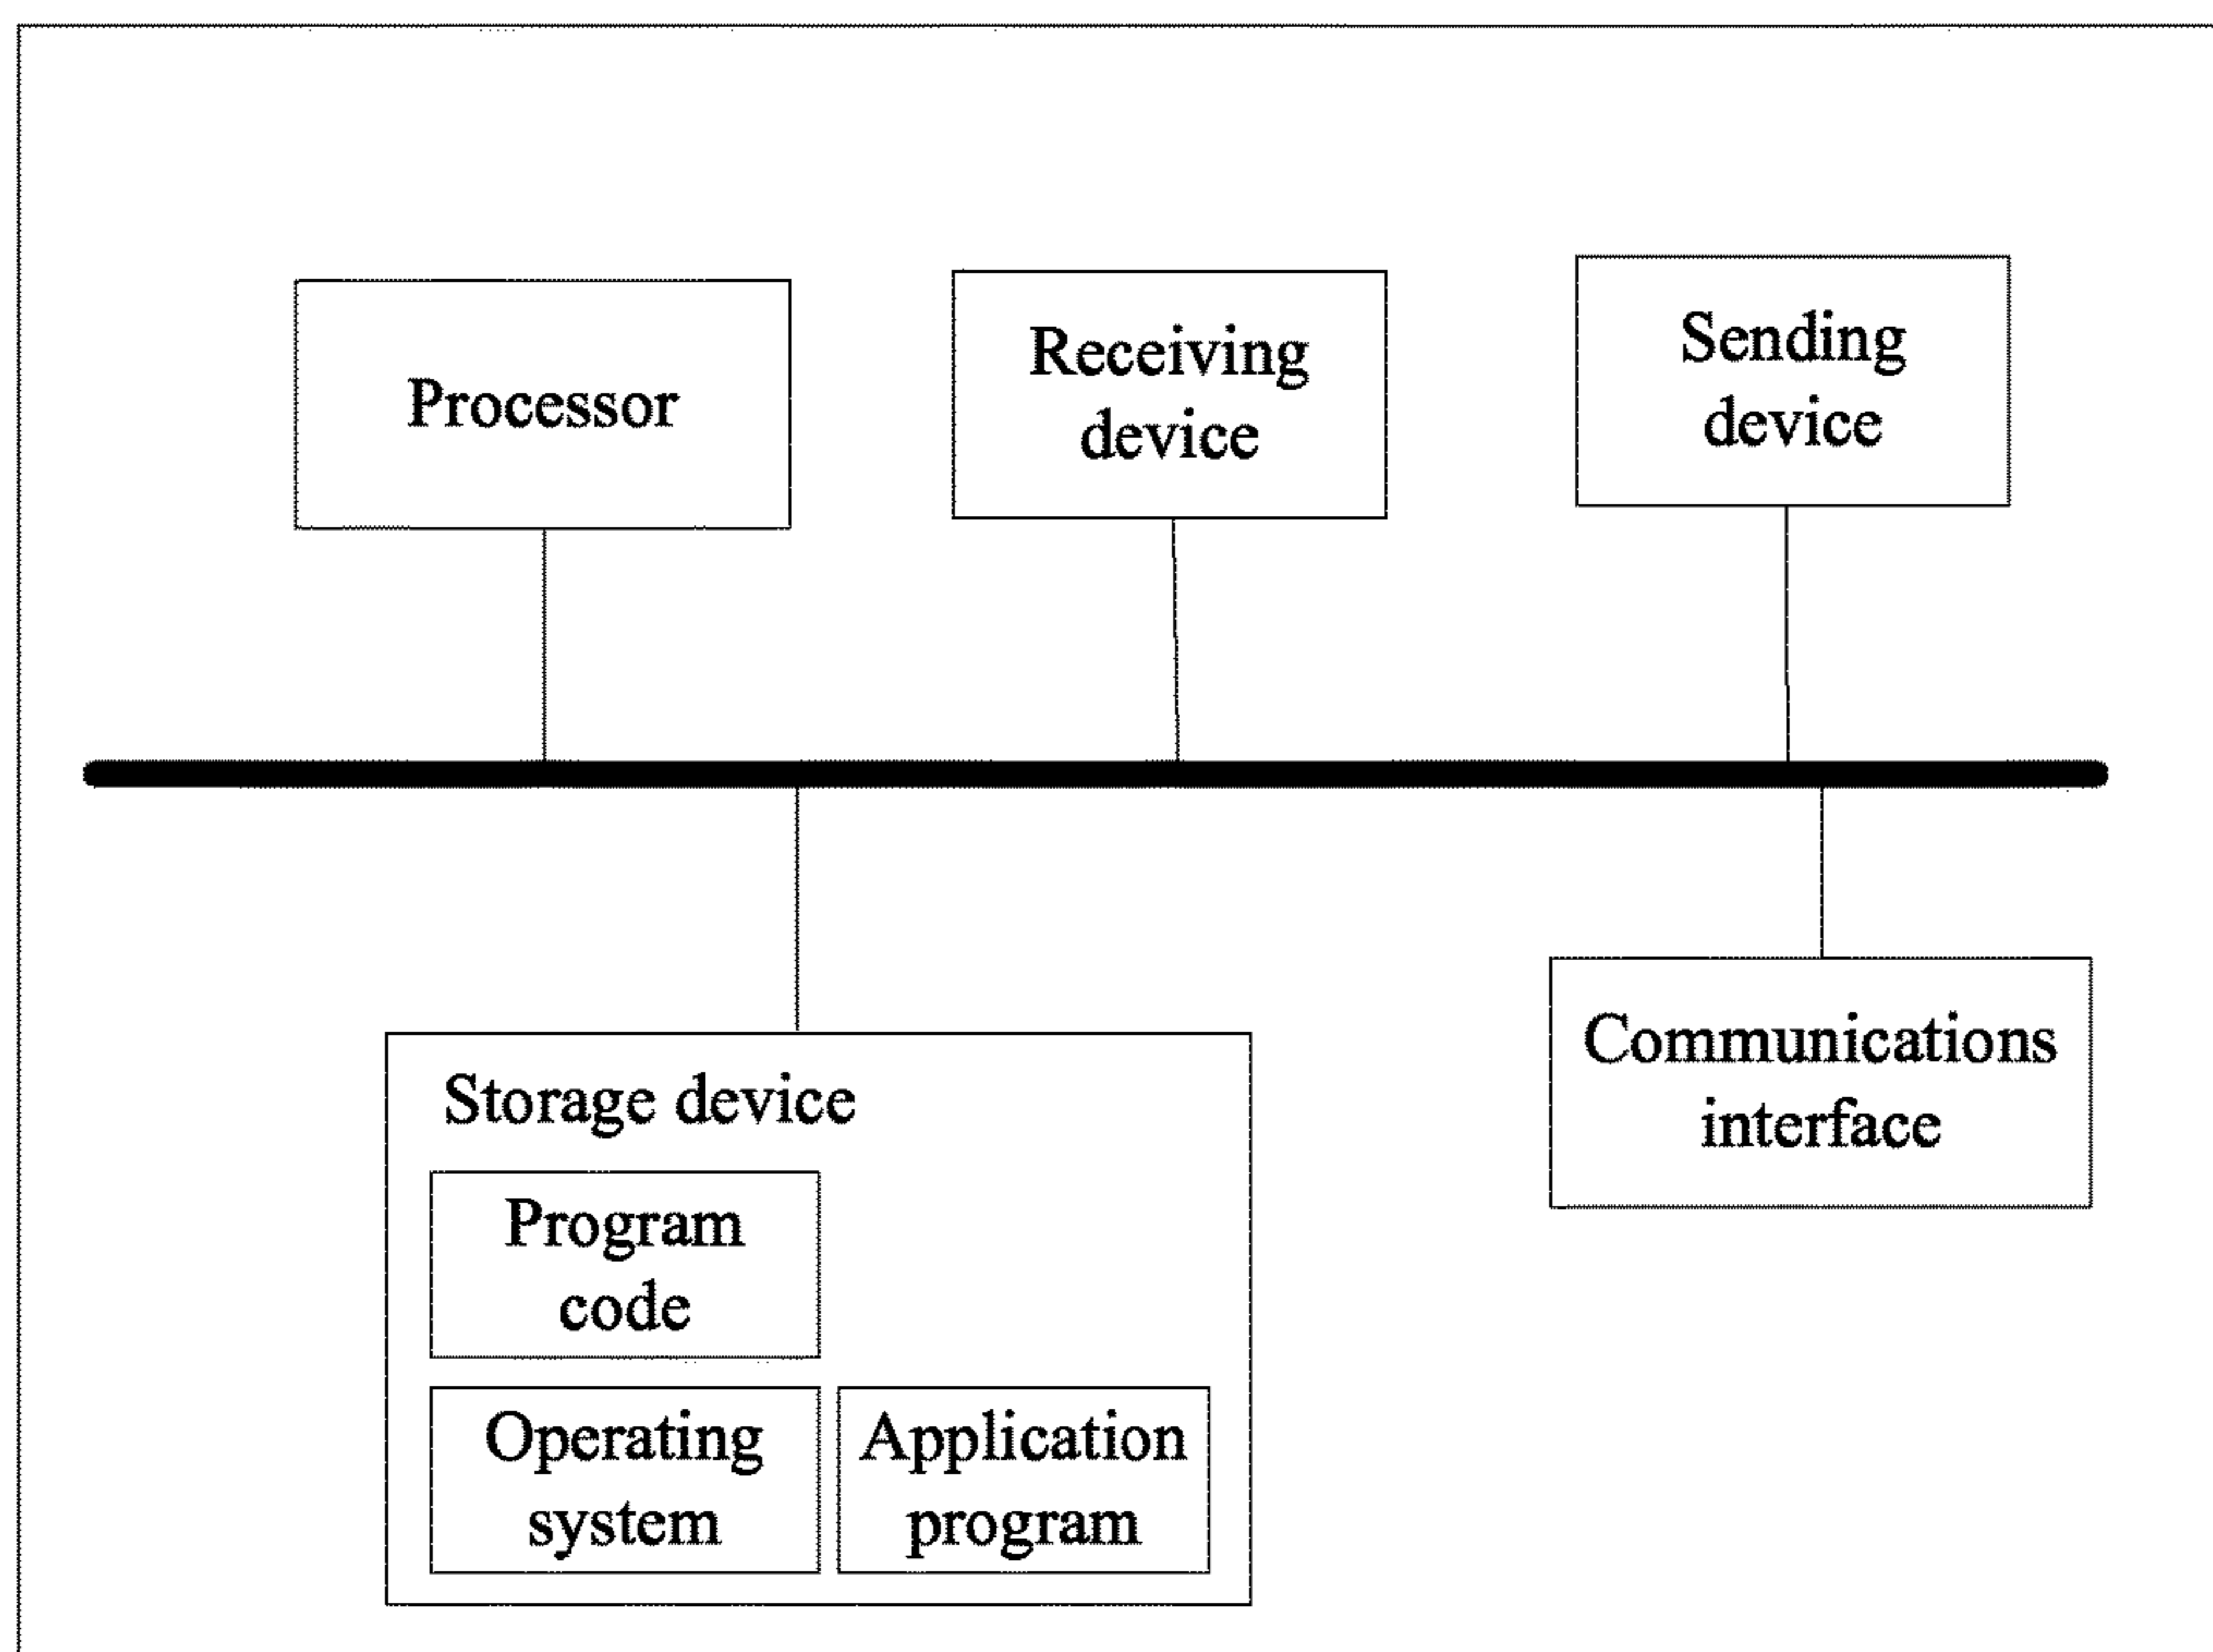 Processor
Receiving
device
Sending
device
Storage device
Program
code
Operating
system
Application
program
Communications
interface